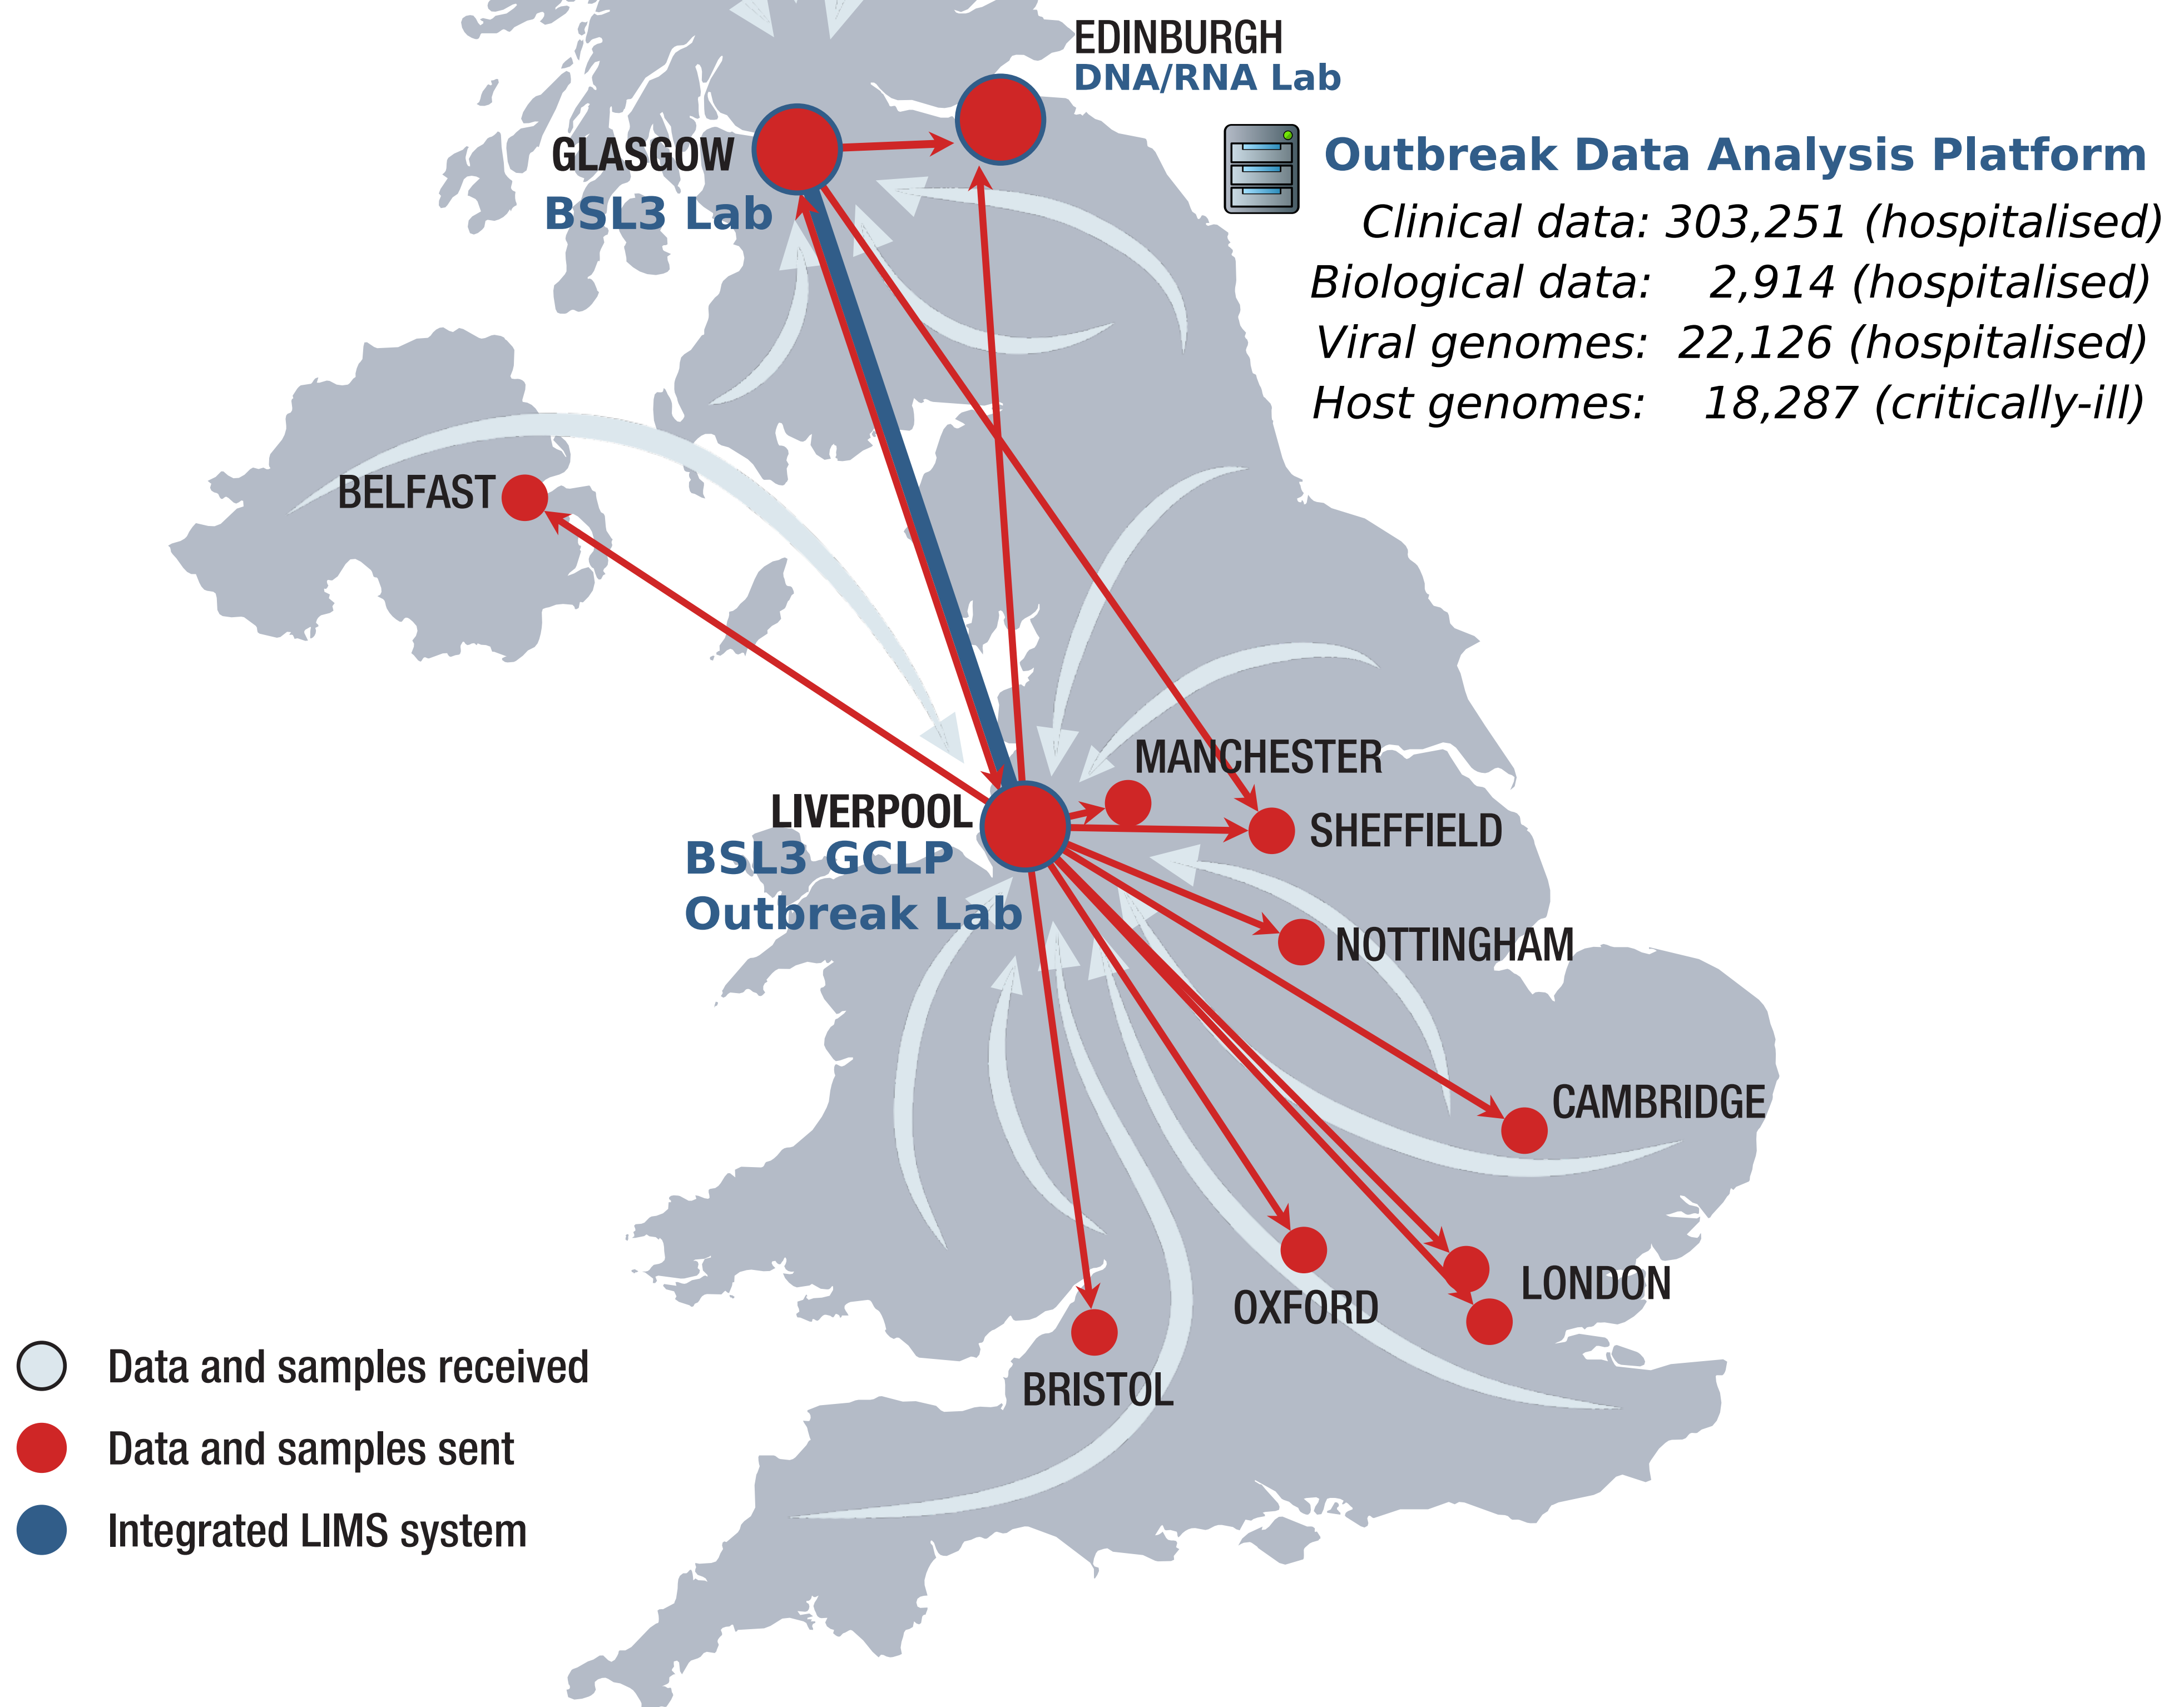 EDINBURGH
DNA/RNA Lab
GLASGOW
BSL3 Lab
Outbreak Data Analysis Platform
Clinical data: 303,251 (hospitalised)
Biological data: 2,914 (hospitalised)
Viral genomes: 22,126 (hospitalised)
Host genomes: 18,287 (critically-ill)
BELFAST
MANCHESTER
LIVERPOOL
BSL3 GCLP
Outbreak Lab
SHEFFIELD
NOTTINGHAM
CAMBRIDGE
LONDON
OXFORD
BRISTOL
Data and samples received
Data and samples sent
Integrated LIMS system